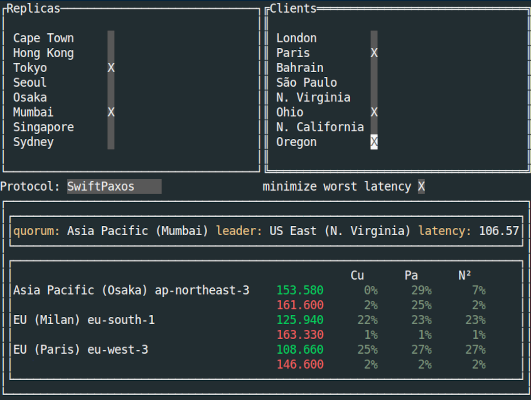 Replicas
Cape Town
Hong Kong
Tokyo X
Seoul
Osaka
Mumbai X
Singapore
Sydney
Clients
London
Paris X
Bahrain
São Paulo
N. Virginia
Ohio X
N. California
Oregon X
Protocol: SwiftPaxos minimize worst latency X
quorum: Asia Pacific (Mumbai) leader: US East (N. Virginia) latency: 106.57
Cu Pa N²
Asia Pacific (Osaka) ap-northeast-3 153.580 0% 29% 7%
161.600 2% 25% 2%
EU (Milan) eu-south-1 125.940 22% 23% 23%
163.330 1% 1% 1%
EU (Paris) eu-west-3 108.660 25% 27% 27%
146.600 2% 2% 2%